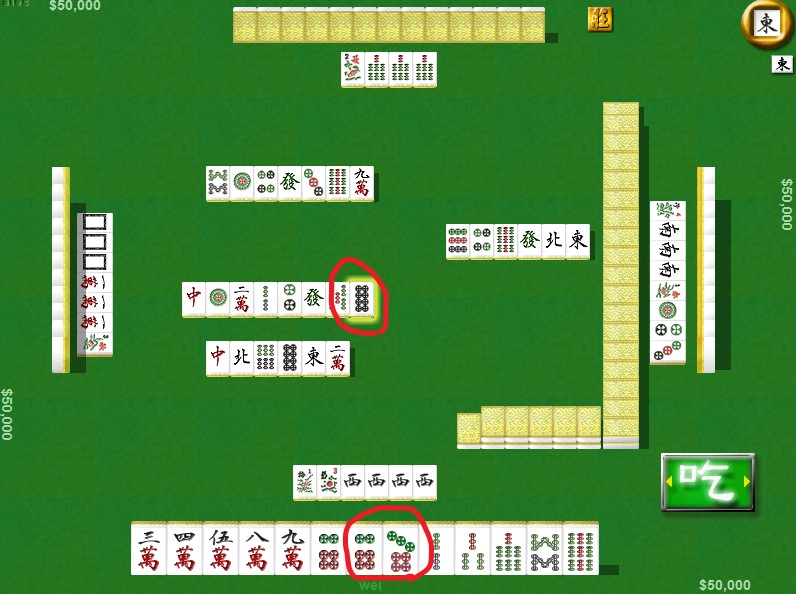 $50,000
東
東
發 九萬
$50,000
發 北 東
南
南
南
中 二萬 發
中 北 東 二萬
$50,000
吃
1 3 西 西 西 西
三萬 四萬 伍萬 八萬 九萬
wei
$50,000